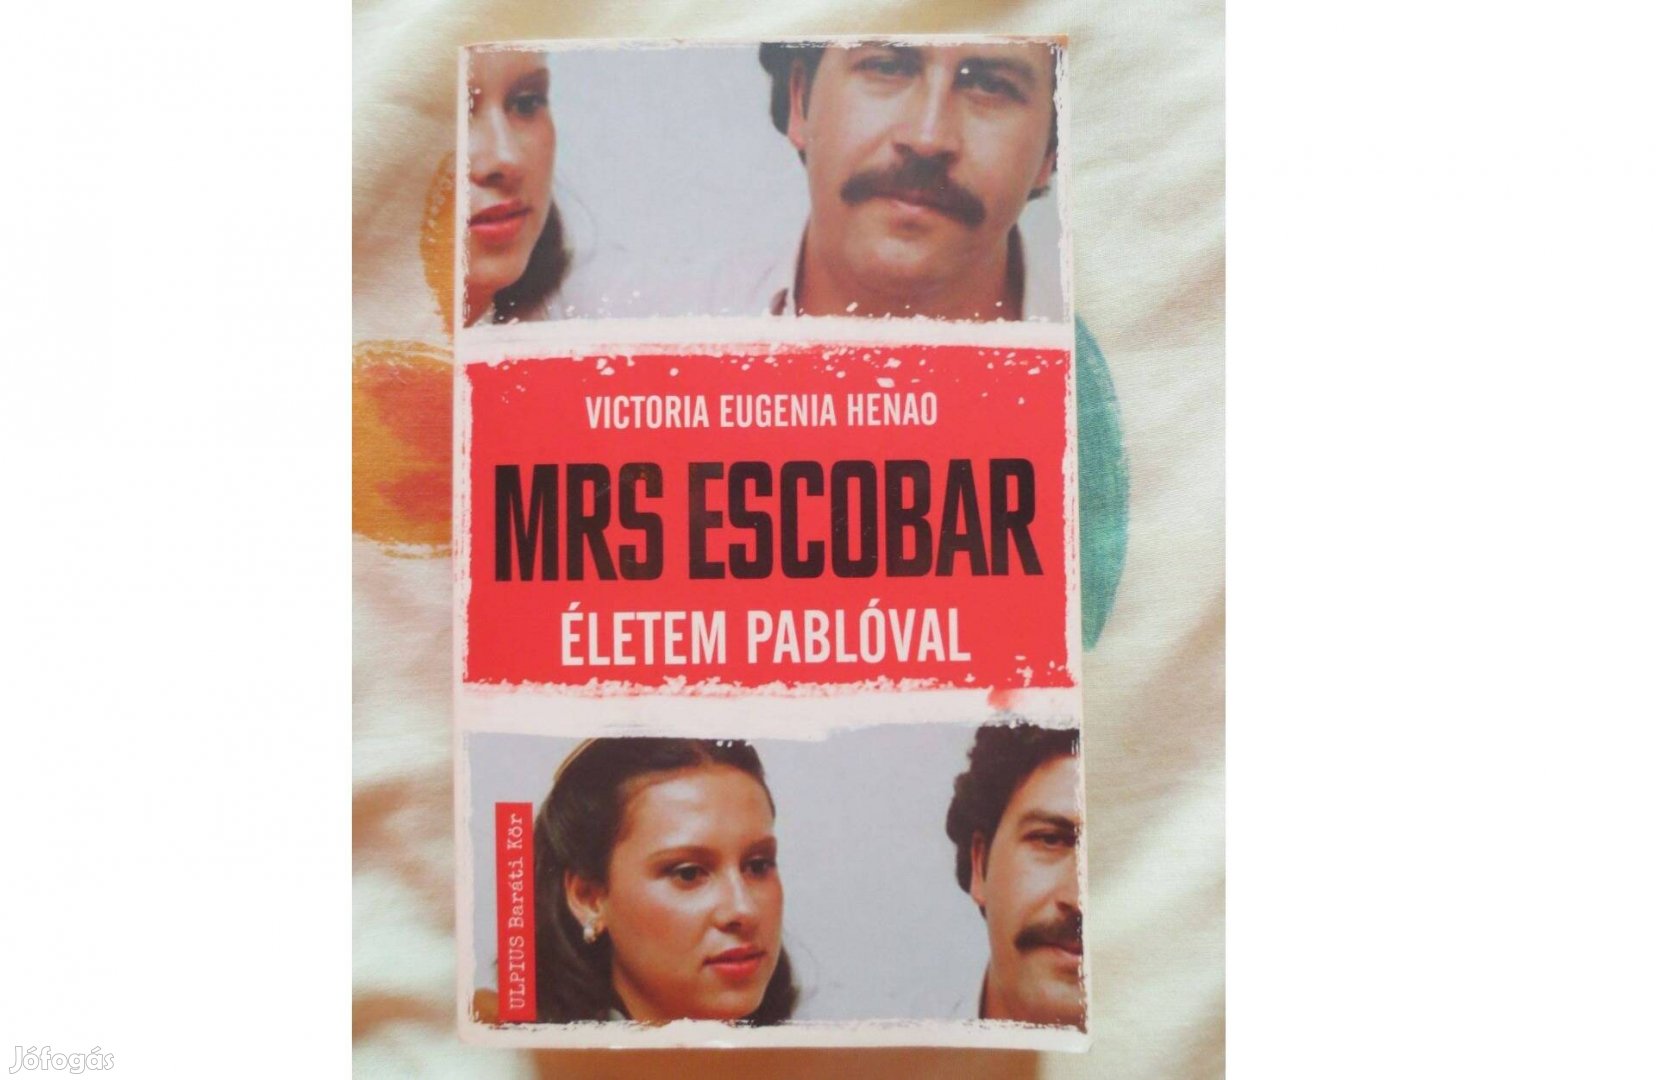 VICTORIA EUGENIA HENAO
MRS ESCOBAR
ÉLETEM PABLÓVAL
ULPIUS Baráti Kör
Jófogás